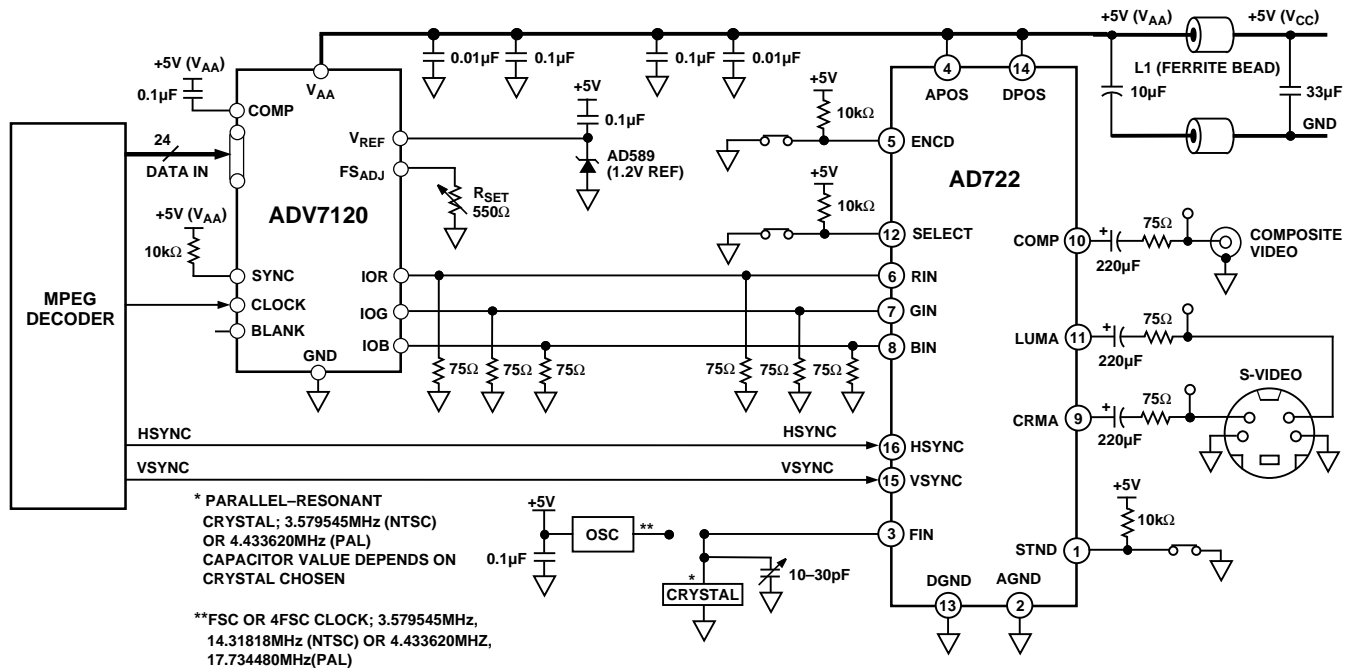 +5V (VAA)
+5V (VCC)
L1 (FERRITE BEAD)
10µF
33µF
GND
0.01µF
0.1µF
0.1µF
0.01µF
+5V (VAA)
0.1µF
VAA
COMP
24
DATA IN
ADV7120
VREF
FSADJ
+5V
0.1µF
AD589
(1.2V REF)
RSET
550Ω
+5V (VAA)
10kΩ
SYNC
CLOCK
BLANK
GND
IOR
IOG
IOB
MPEG
DECODER
75Ω
75Ω
75Ω
75Ω
75Ω
75Ω
+5V
10kΩ
+5V
10kΩ
4
APOS
14
DPOS
5
ENCD
AD722
12
SELECT
6
RIN
7
GIN
8
BIN
COMP
10
+
220µF
75Ω
COMPOSITE
VIDEO
LUMA
11
+
220µF
75Ω
S-VIDEO
CRMA
9
+
220µF
75Ω
HSYNC
HSYNC
16
HSYNC
VSYNC
VSYNC
15
VSYNC
3
FIN
+5V
10kΩ
STND
1
DGND
13
AGND
2
+5V
0.1µF
OSC
**
*
CRYSTAL
10–30pF
* PARALLEL–RESONANT
CRYSTAL; 3.579545MHz (NTSC)
OR 4.433620MHz (PAL)
CAPACITOR VALUE DEPENDS ON
CRYSTAL CHOSEN
**FSC OR 4FSC CLOCK; 3.579545MHz,
14.31818MHz (NTSC) OR 4.433620MHZ,
17.734480MHz(PAL)